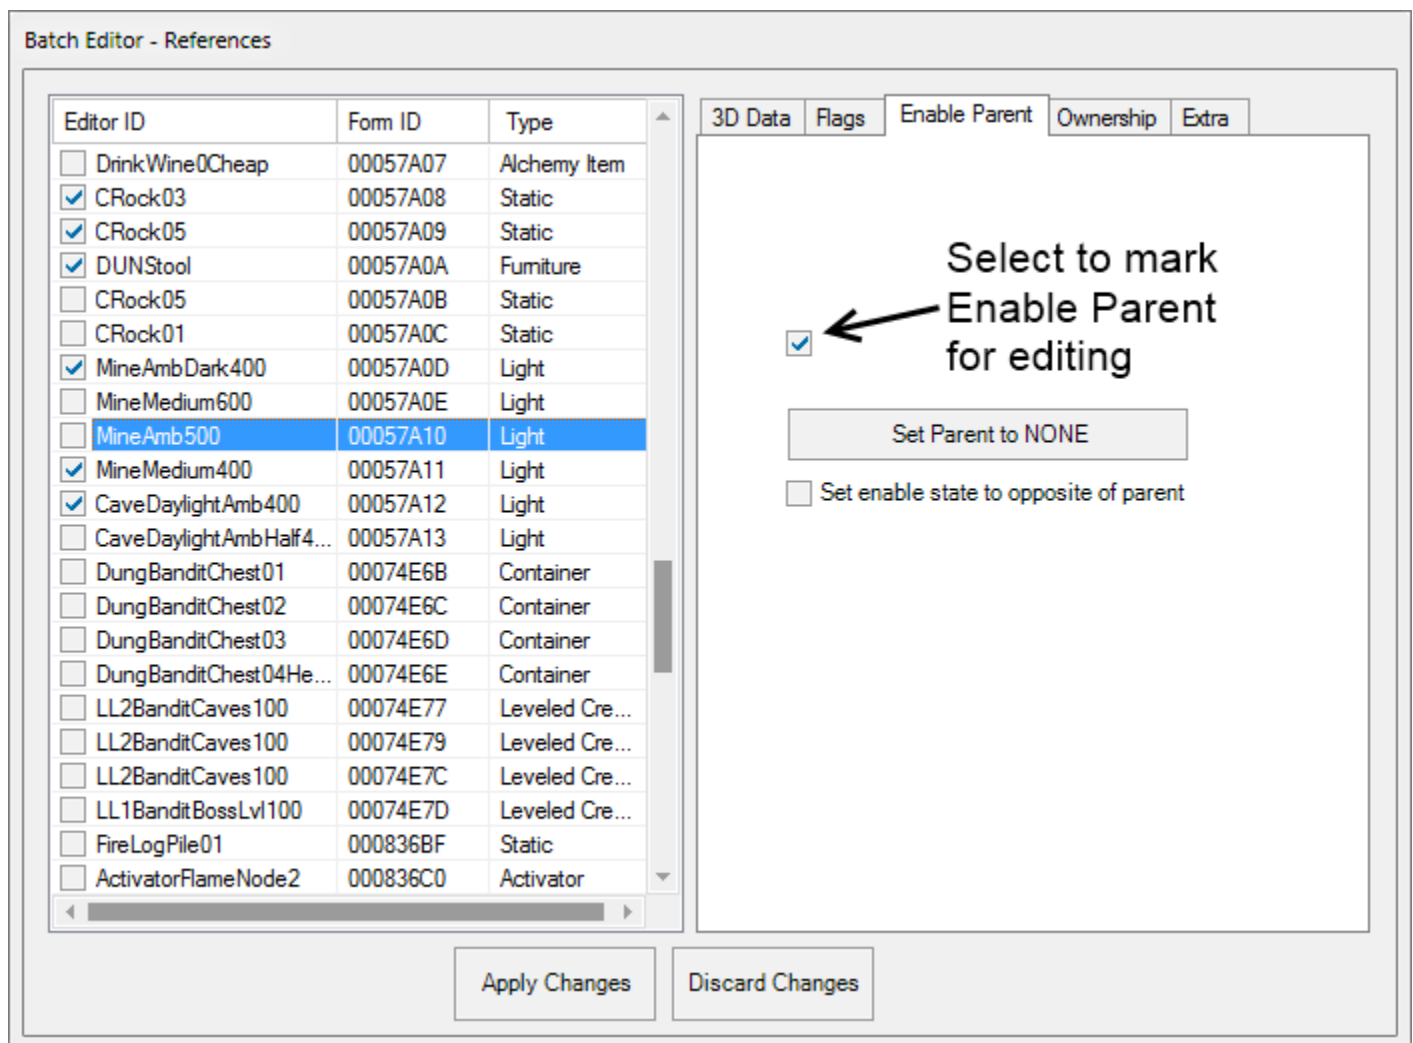 Batch Editor - References
Editor ID Form ID Type
DrinkWine0Cheap 00057A07 Alchemy Item
CRock03 00057A08 Static
CRock05 00057A09 Static
DUNStool 00057A0A Furniture
CRock05 00057A0B Static
CRock01 00057A0C Static
MineAmbDark400 00057A0D Light
MineMedium600 00057A0E Light
MineAmb500 00057A10 Light
MineMedium400 00057A11 Light
CaveDaylightAmb400 00057A12 Light
CaveDaylightAmbHalf4... 00057A13 Light
DungBanditChest01 00074E6B Container
DungBanditChest02 00074E6C Container
DungBanditChest03 00074E6D Container
DungBanditChest04He... 00074E6E Container
LL2BanditCaves100 00074E77 Leveled Cre...
LL2BanditCaves100 00074E79 Leveled Cre...
LL2BanditCaves100 00074E7C Leveled Cre...
LL1BanditBossLvl100 00074E7D Leveled Cre...
FireLogPile01 000836BF Static
ActivatorFlameNode2 000836C0 Activator
3D Data Flags Enable Parent Ownership Extra
Select to mark
Enable Parent
for editing
Set Parent to NONE
Set enable state to opposite of parent
Apply Changes Discard Changes